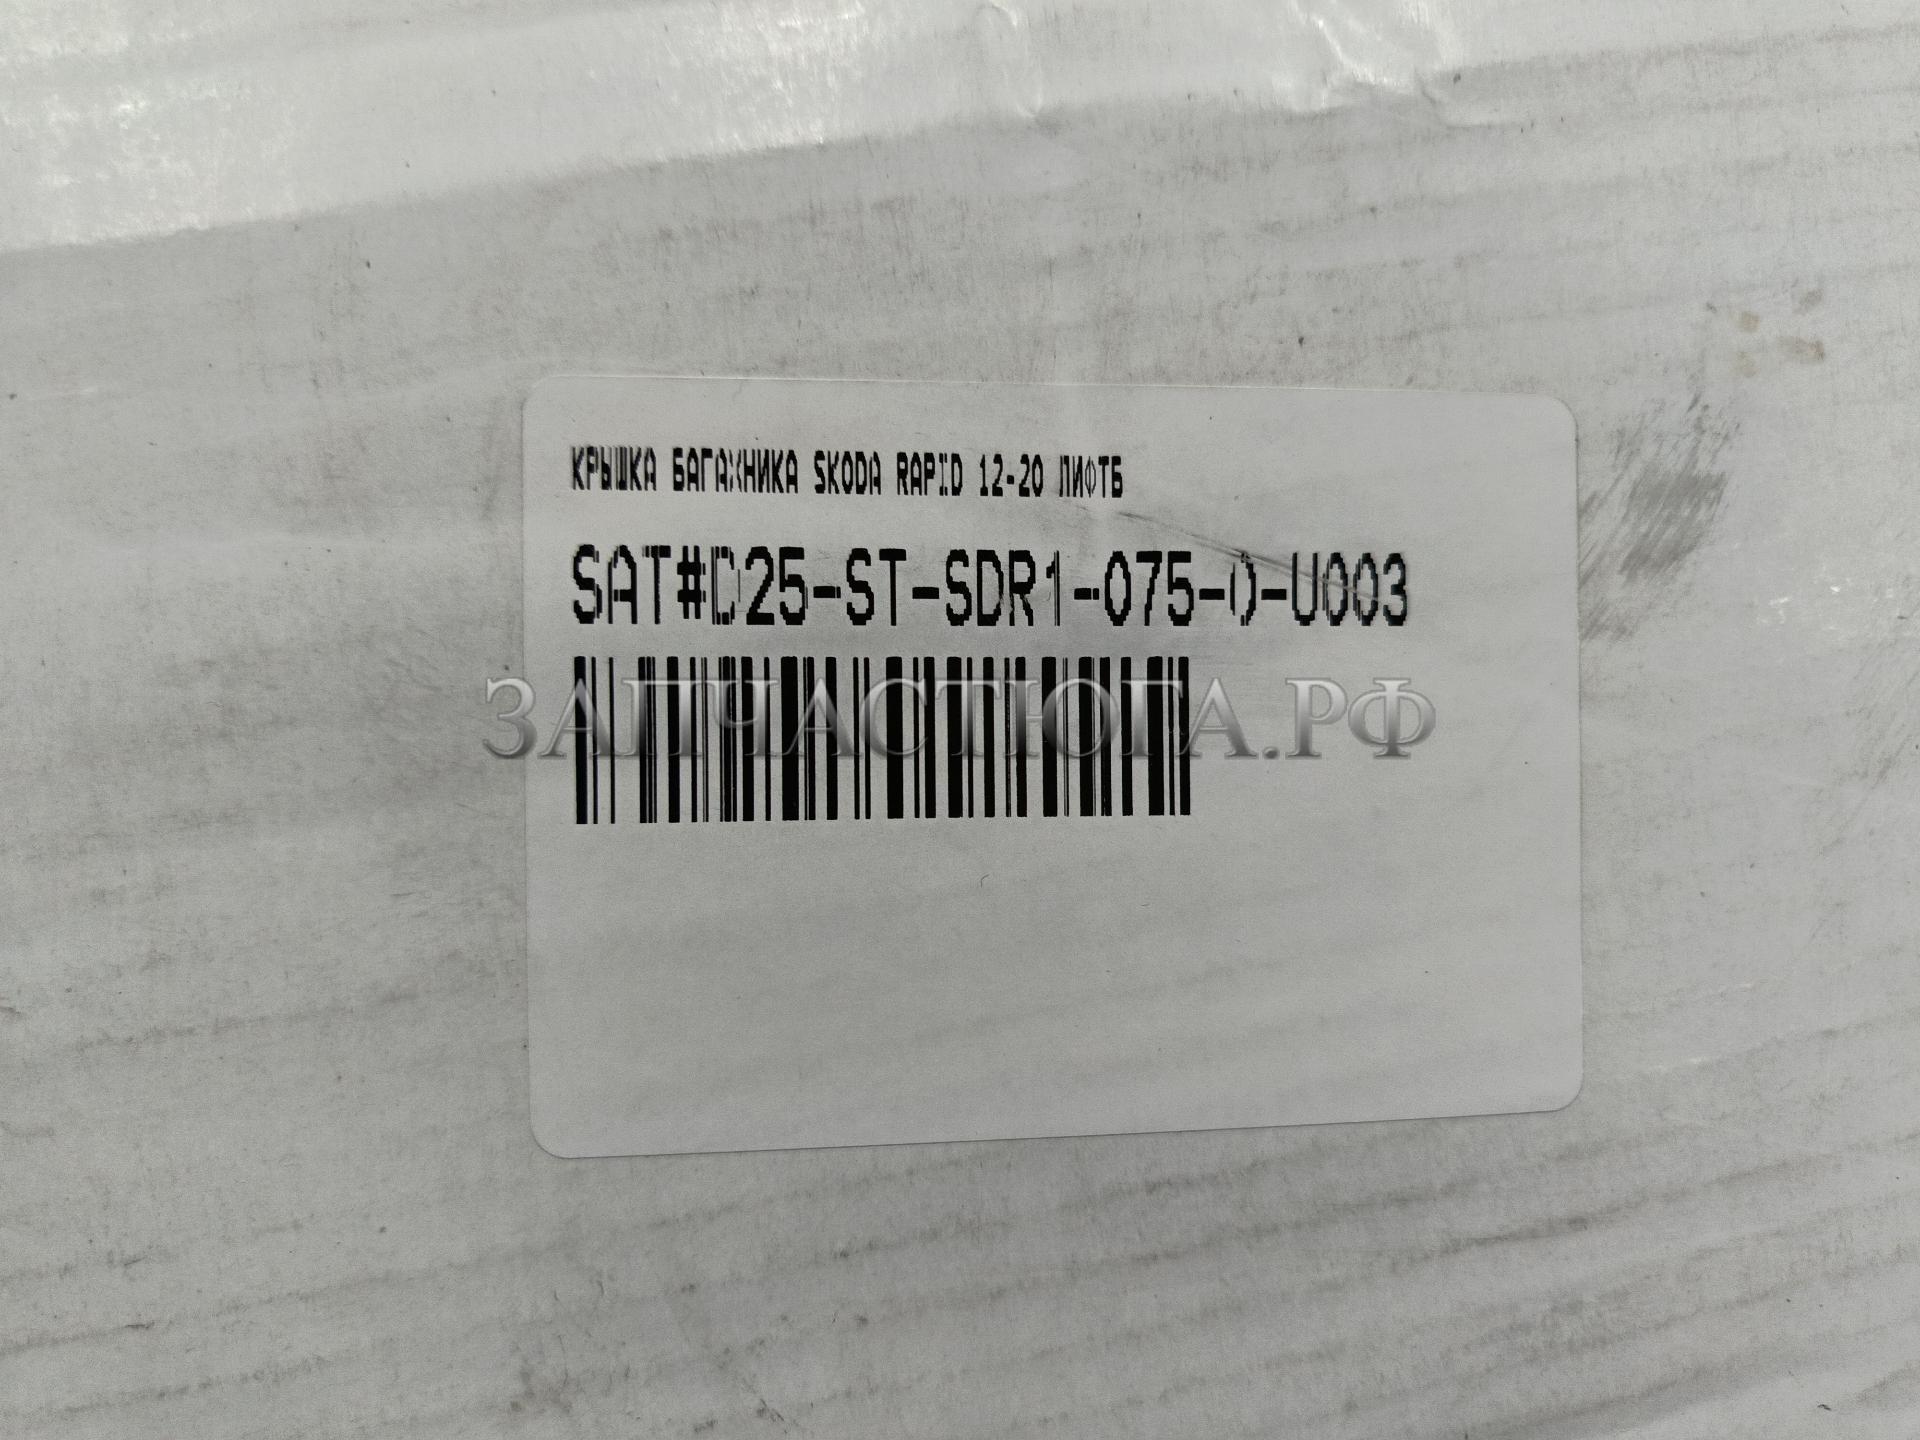 КРЫШКА БАГАЖНИКА SKODA RAPID 12-20 ЛИФТБ
SAT#D25-ST-SDR1-075-0-U003
ЗАПЧАСТЮГА.РФ